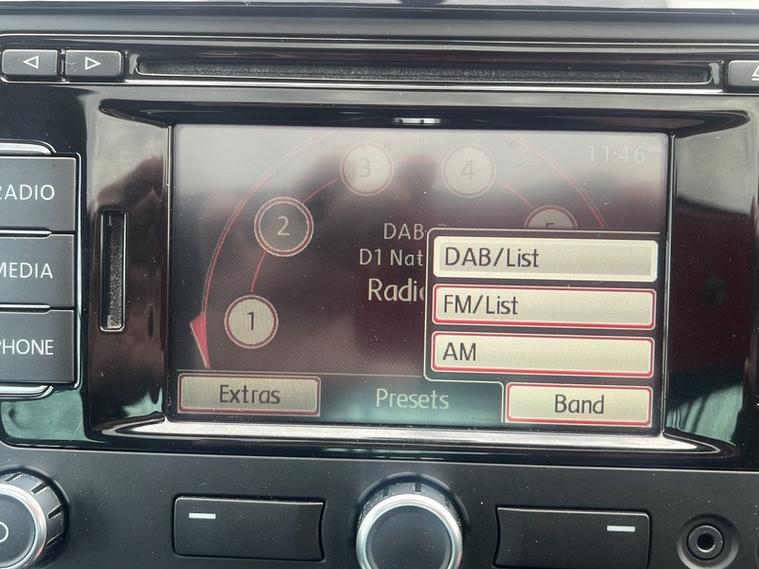 RADIO
MEDIA
PHONE
11:46
3
4
2
1
DAB
D1 Nat
Radio
DAB/List
FM/List
AM
Extras
Presets
Band